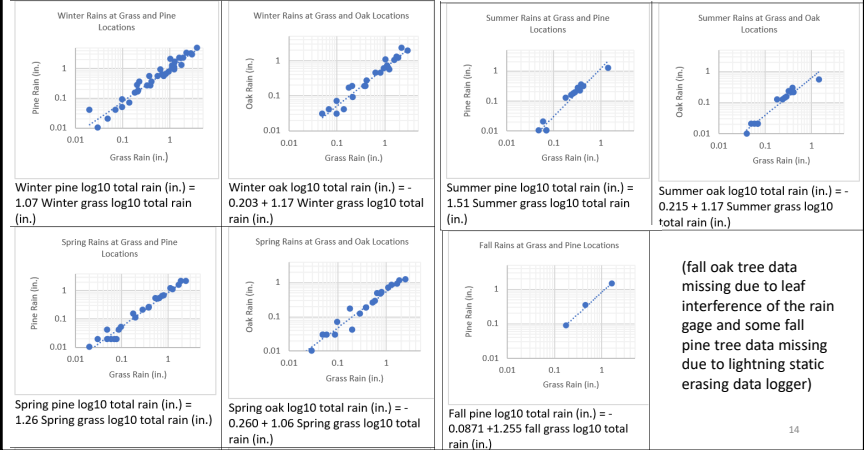 Winter Rains at Grass and Pine
Locations
Pine Rain (in.)
1
0.1
0.01
0.01
0.1
1
Grass Rain (in.)
Winter pine log10 total rain (in.) =
1.07 Winter grass log10 total rain
(in.)
Winter Rains at Grass and Oak
Locations
Oak Rain (in.)
1
0.1
0.01
0.01
0.1
1
Grass Rain (in.)
Winter oak log10 total rain (in.) = -
0.203 + 1.17 Winter grass log10 total
rain (in.)
Summer Rains at Grass and Pine
Locations
Pine Rain (in.)
1
0.1
0.01
0.01
0.1
1
Grass Rain (in.)
Summer pine log10 total rain (in.) =
1.51 Summer grass log10 total rain
(in.)
Summer Rains at Grass and Oak
Locations
Oak Rain (in.)
1
0.1
0.01
0.01
0.1
1
Grass Rain (in.)
Summer oak log10 total rain (in.) = -
0.215 + 1.17 Summer grass log10
total rain (in.)
Spring Rains at Grass and Pine
Locations
Pine Rain (in.)
1
0.1
0.01
0.01
0.1
1
Grass Rain (in.)
Spring pine log10 total rain (in.) =
1.26 Spring grass log10 total rain (in.)
Spring Rains at Grass and Oak Locations
Oak Rain (in.)
1
0.1
0.01
0.01
0.1
1
Grass Rain (in.)
Spring oak log10 total rain (in.) = -
0.260 + 1.06 Spring grass log10 total
rain (in.)
Fall Rains at Grass and Pine Locations
Pine Rain (in.)
1
0.1
0.01
0.01
0.1
1
Grass Rain (in.)
Fall pine log10 total rain (in.) = -
0.0871 +1.255 fall grass log10 total
rain (in.)
(fall oak tree data
missing due to leaf
interference of the rain
gage and some fall
pine tree data missing
due to lightning static
erasing data logger)
14